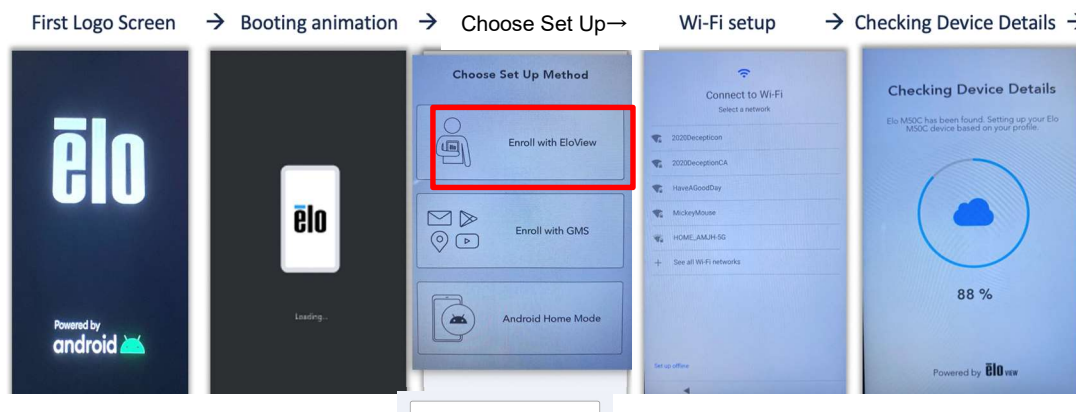 First Logo Screen → Booting animation → Choose Set Up→ Wi-Fi setup → Checking Device Details →
ēlo
Powered by
android
ēlo
Loading...
Choose Set Up Method
Enroll with EloView
Enroll with GMS
Android Home Mode
Connect to Wi-Fi
Select a network
2020Decepticon
2020DeceptionCA
HaveAGoodDay
MickeyMouse
HOME_AMJH-5G
+ See all Wi-Fi networks
Set up offline
Checking Device Details
Elo M50C has been found. Setting up your Elo
M50C device based on your profile.
88 %
Powered by ēlo VIEW